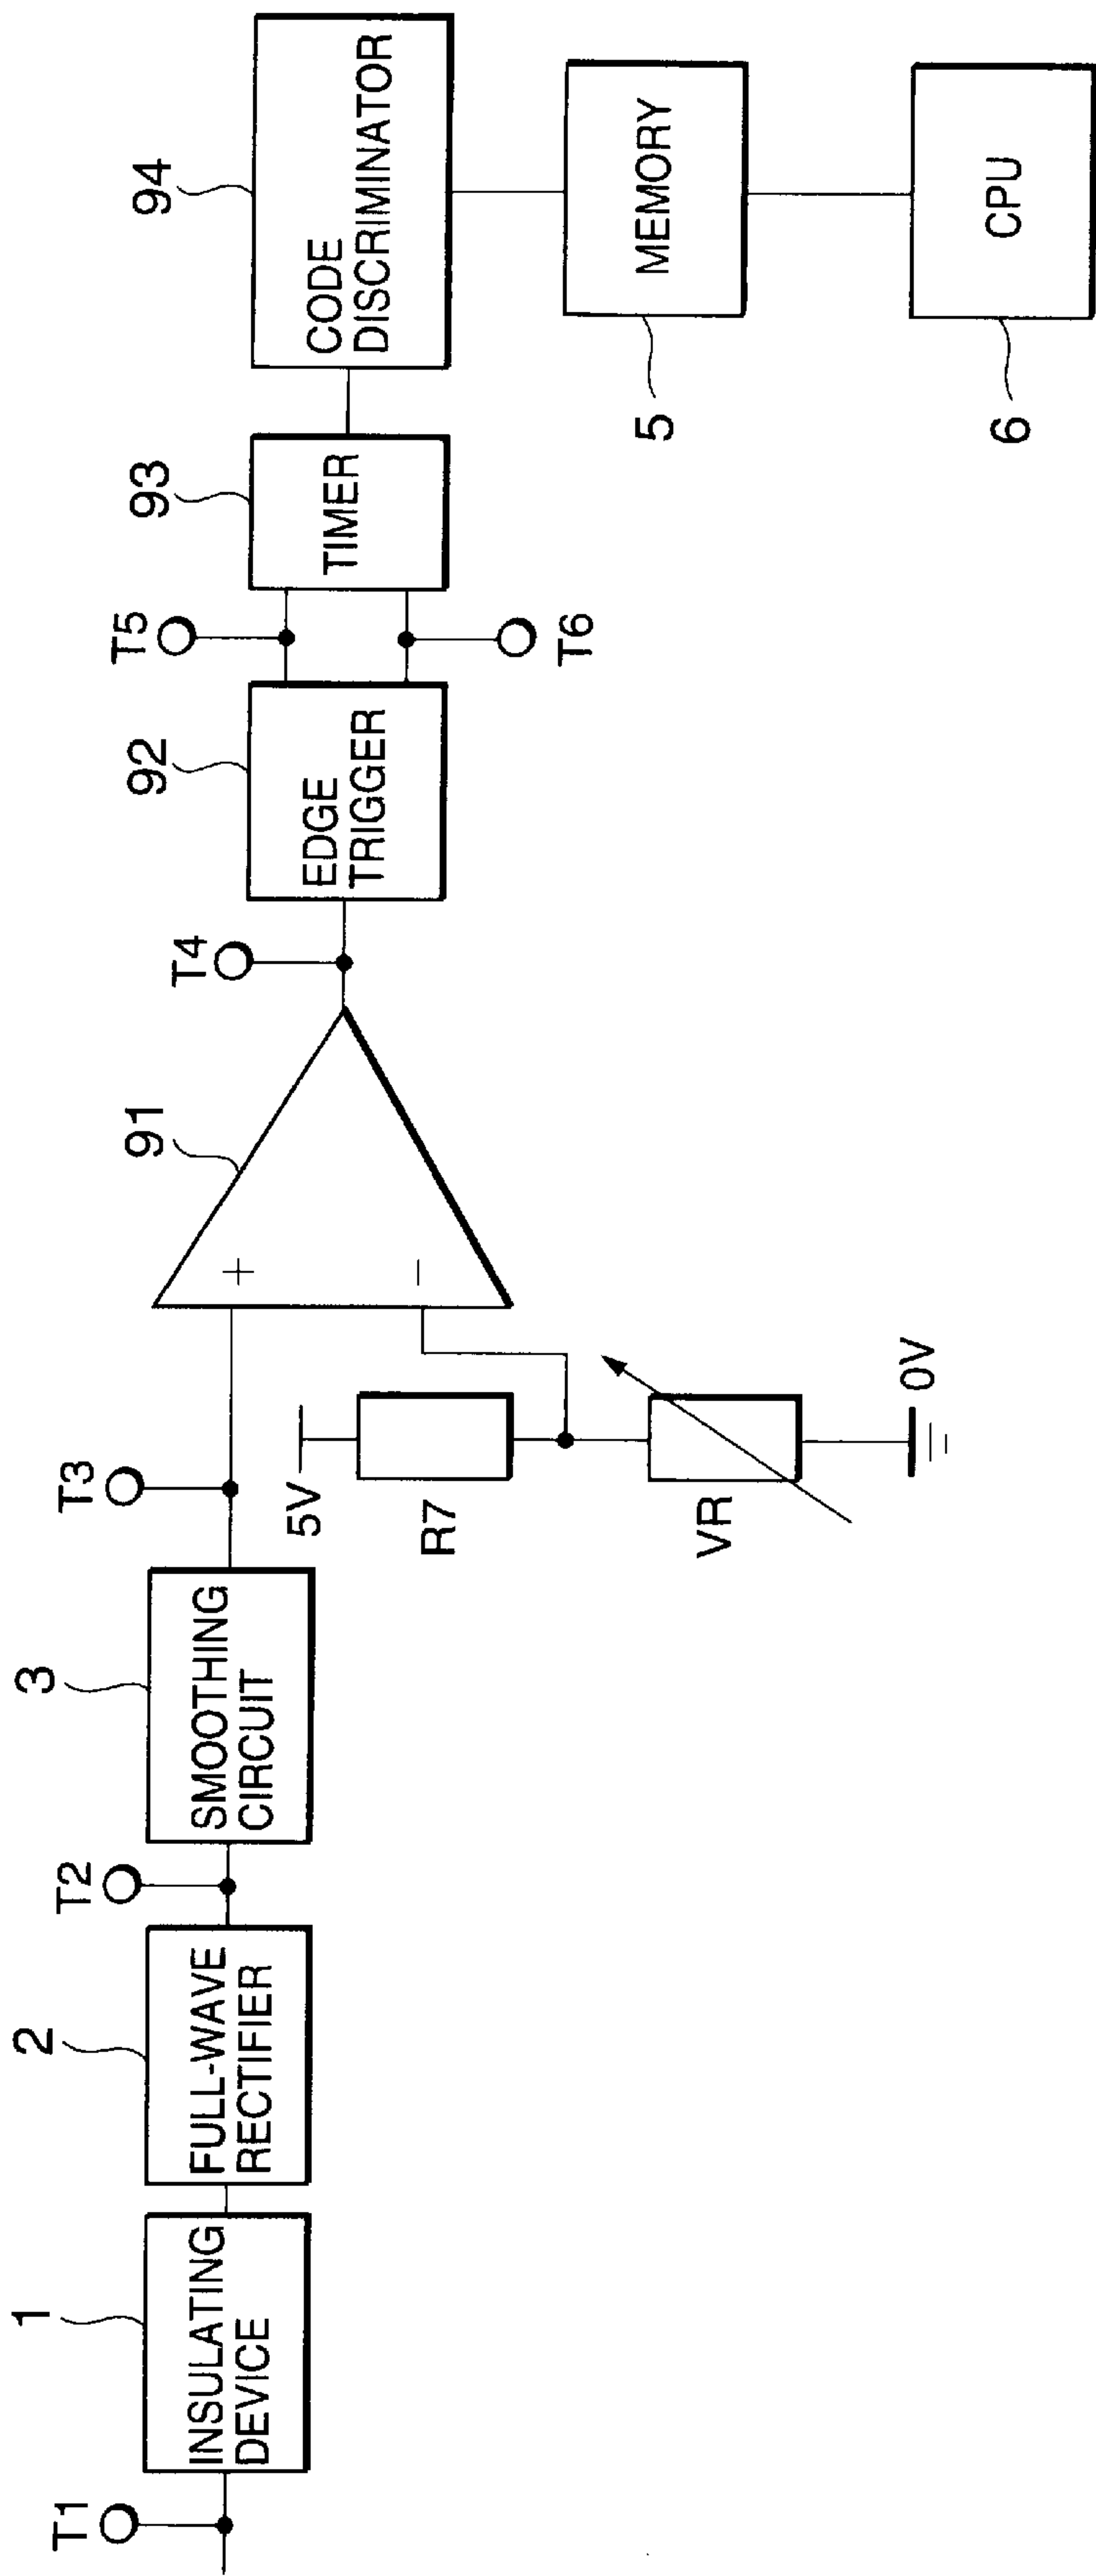 T1
1
INSULATING
DEVICE
2
FULL-WAVE
RECTIFIER
T2
3
SMOOTHING
CIRCUIT
T3
5V
R7
VR
0V
91
+
−
T4
92
EDGE
TRIGGER
T5
T6
93
TIMER
94
CODE
DISCRIMINATOR
5
MEMORY
6
CPU